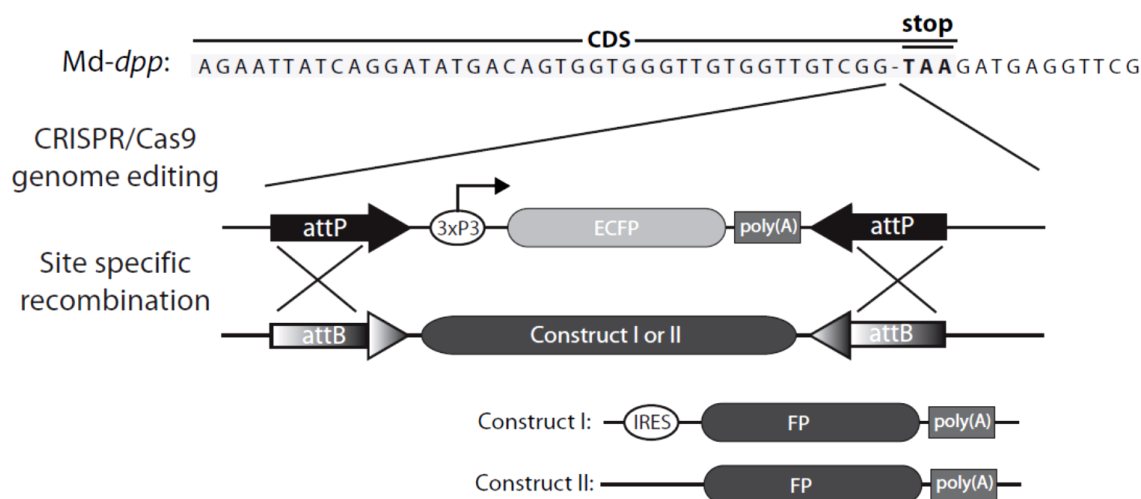 stop
CDS
Md-dpp: AGAATTATCAGGATATGACAGTGGTGGGTTGTGGTTGTCGG-TAAGATGAGGTTCG
CRISPR/Cas9
genome editing
attP 3xP3 ECFP poly(A) attP
Site specific
recombination
attB Construct I or II attB
Construct I: IRES FP poly(A)
Construct II: FP poly(A)